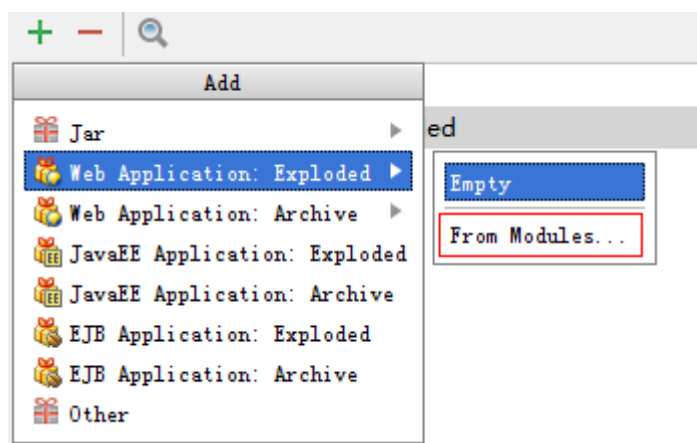 Add
Jar
ed
Web Application: Exploded
Empty
Web Application: Archive
From Modules...
JavaEE Application: Exploded
JavaEE Application: Archive
EJB Application: Exploded
EJB Application: Archive
Other